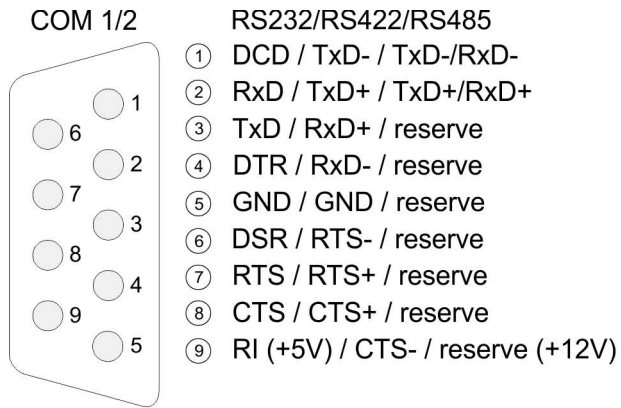 COM 1/2
RS232/RS422/RS485
1 DCD / TxD- / TxD-/RxD-
2 RxD / TxD+ / TxD+/RxD+
3 TxD / RxD+ / reserve
4 DTR / RxD- / reserve
5 GND / GND / reserve
6 DSR / RTS- / reserve
7 RTS / RTS+ / reserve
8 CTS / CTS+ / reserve
9 RI (+5V) / CTS- / reserve (+12V)
1
6
2
7
3
8
4
9
5